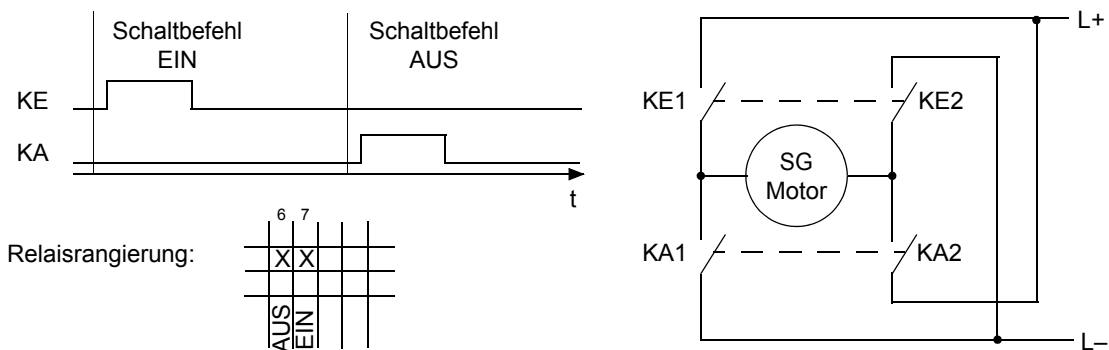 Schaltbefehl
EIN
Schaltbefehl
AUS
KE
KA
t
Relaisrangierung:
6 7
X X
AUS
EIN
L+
KE1
KE2
SG
Motor
KA1
KA2
L–